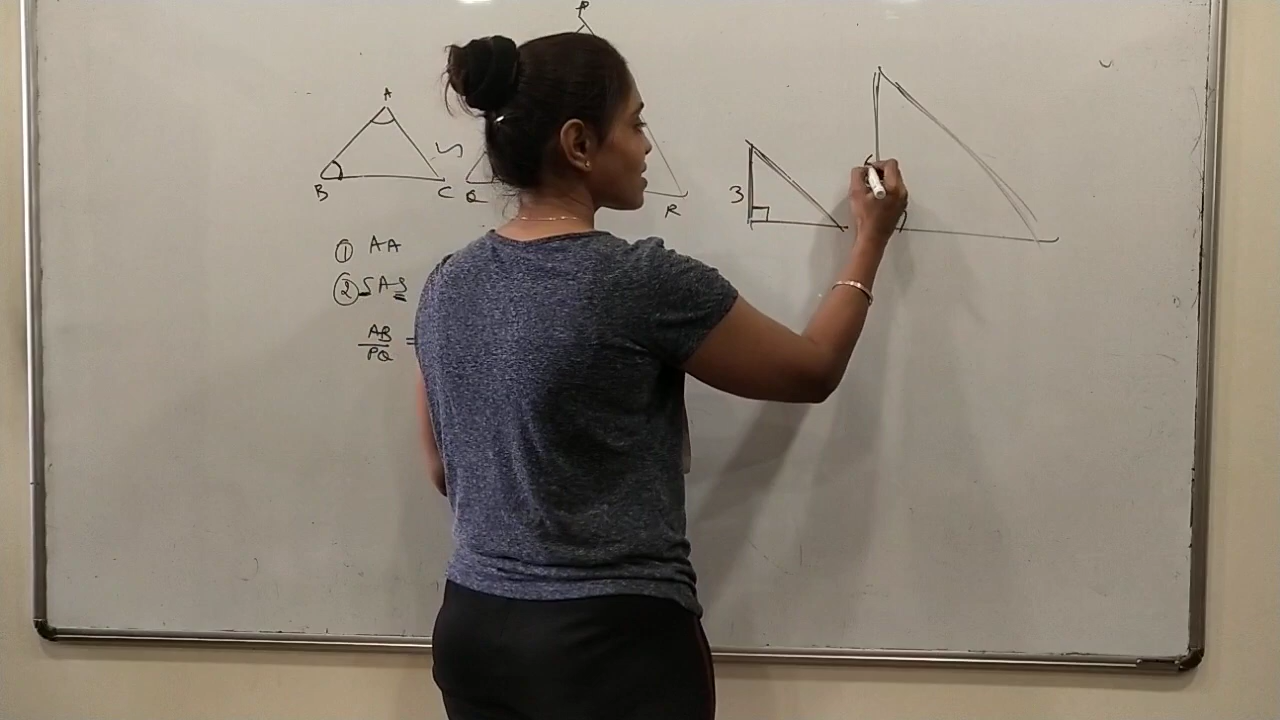 P
A
B C Q R
3
① AA
② SAS
AB/PQ =